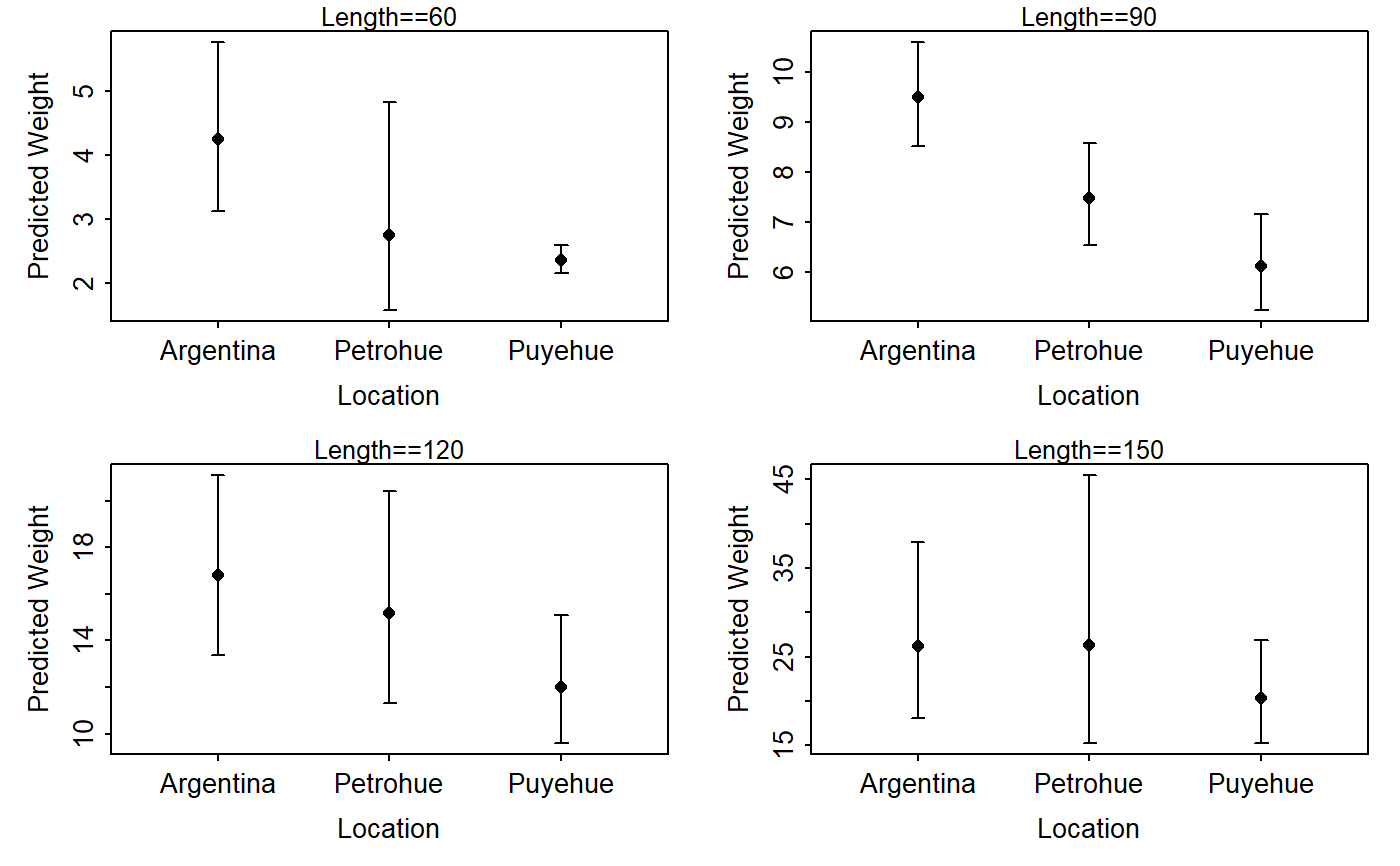 Length==60
Predicted Weight
5
4
3
2
Argentina Petrohue Puyehue
Location
Length==90
Predicted Weight
10
9
8
7
6
Argentina Petrohue Puyehue
Location
Length==120
Predicted Weight
18
14
10
Argentina Petrohue Puyehue
Location
Length==150
Predicted Weight
45
35
25
15
Argentina Petrohue Puyehue
Location